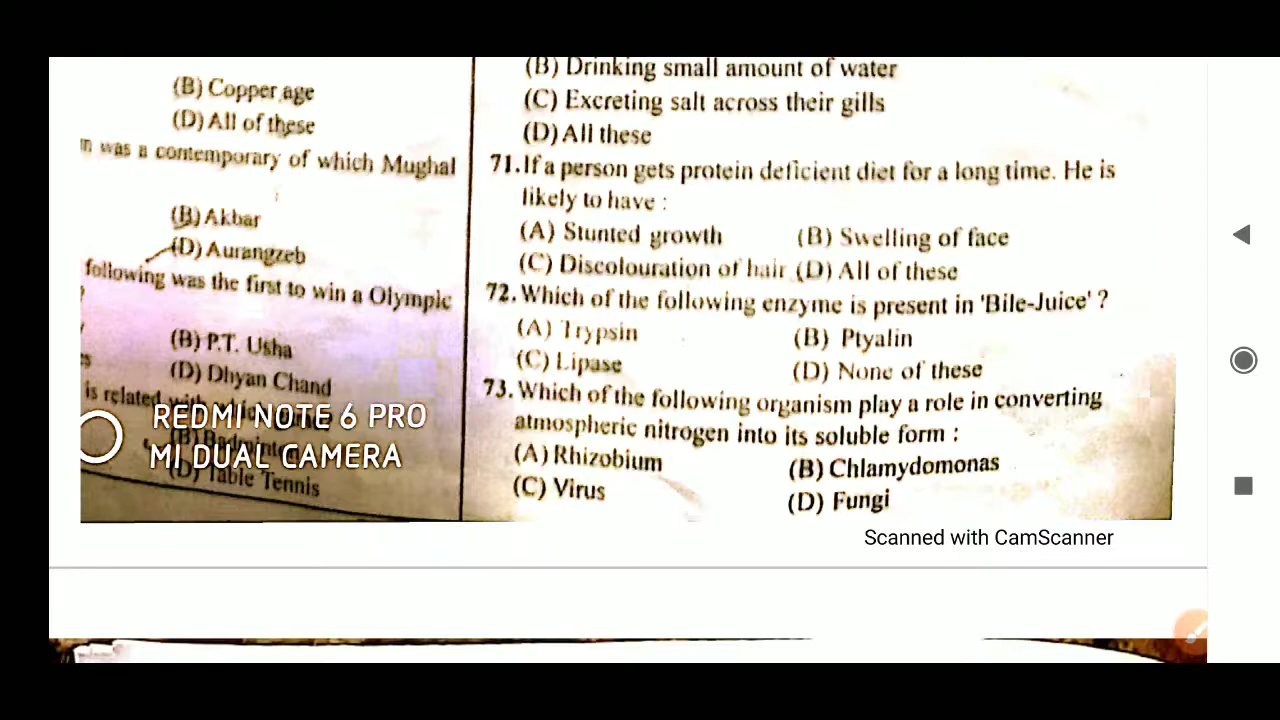 (B) Copper age
(D) All of these
n was a contemporary of which Mughal
(B) Akbar
(D) Aurangzeb
following was the first to win a Olympic
(B) P.T. Usha
(D) Dhyan Chand
is related
(D) Table Tennis
REDMI NOTE 6 PRO
MI DUAL CAMERA
(B) Drinking small amount of water
(C) Excreting salt across their gills
(D) All these
71. If a person gets protein deficient diet for a long time. He is
likely to have :
(A) Stunted growth (B) Swelling of face
(C) Discolouration of hair (D) All of these
72. Which of the following enzyme is present in 'Bile-Juice' ?
(A) Trypsin (B) Ptyalin
(C) Lipase (D) None of these
73. Which of the following organism play a role in converting
atmospheric nitrogen into its soluble form :
(A) Rhizobium (B) Chlamydomonas
(C) Virus (D) Fungi
Scanned with CamScanner